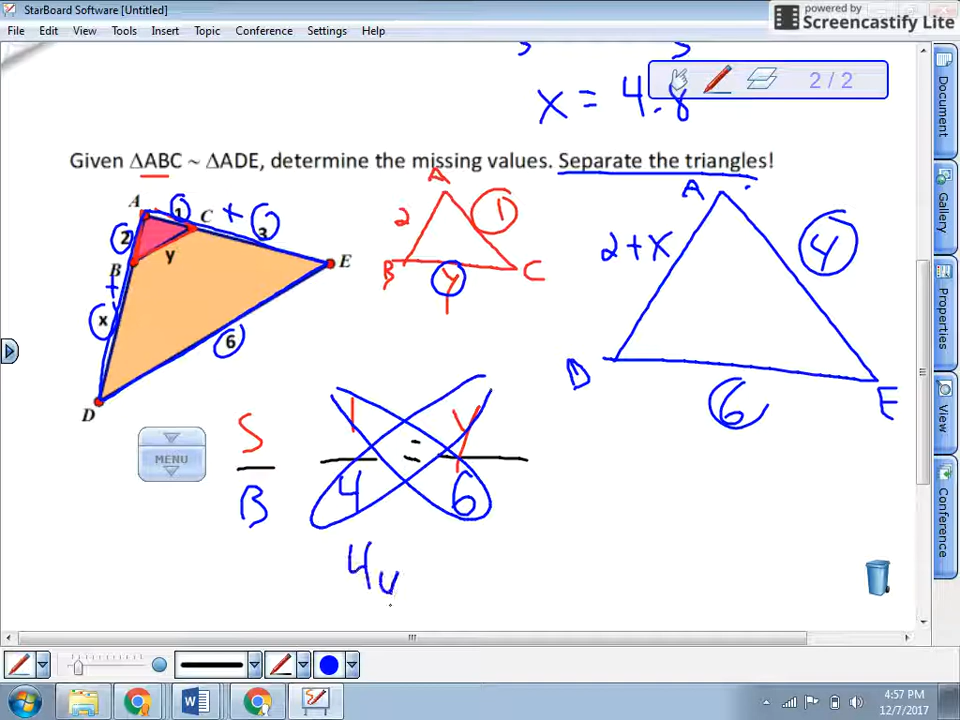 StarBoard Software [Untitled]
powered by
Screencastify Lite
File Edit View Tools Insert Topic Conference Settings Help
2 / 2
x = 4.8
Given ΔABC ~ ΔADE, determine the missing values. Separate the triangles!
A 1 + C 3
2
B y E
+
x
6
D
A
2 1
B y C
A
2+x 4
D 6 E
S 1 = y
B 4 6
4y
MENU
Document
Gallery
Properties
View
Conference
4:57 PM
12/7/2017